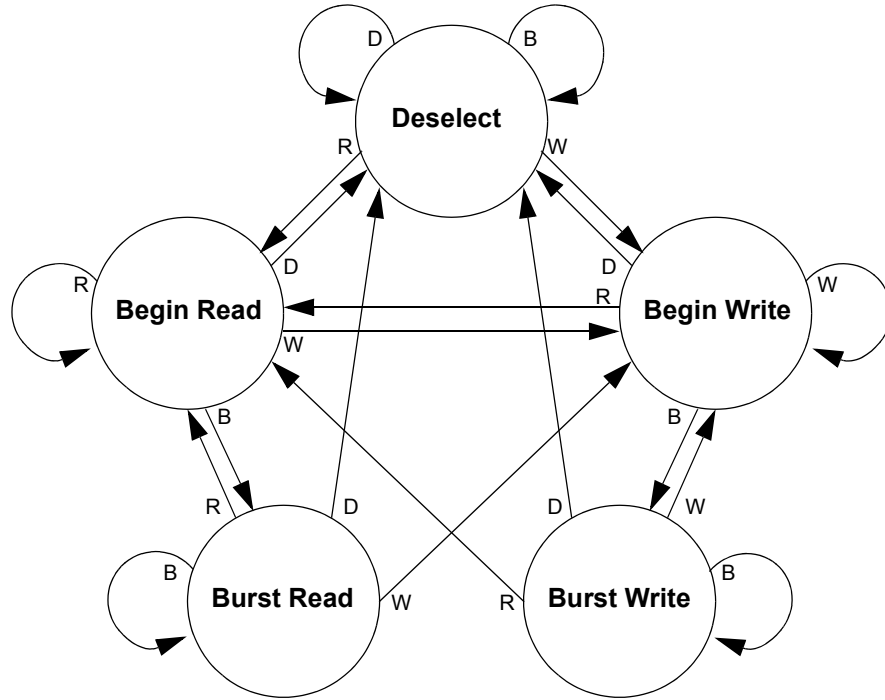 D B
Deselect
R W
D D
R Begin Read R Begin Write W
W
B B
R D D W
B Burst Read W R Burst Write B